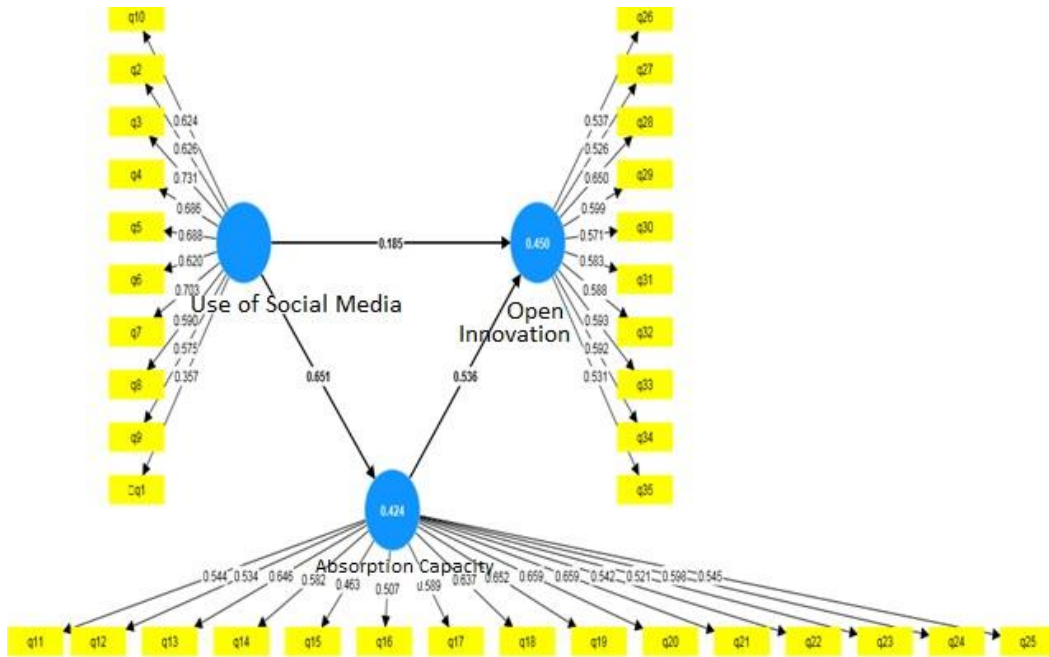 q10
q26
q2
q27
q3
0.624
0.537
q28
0.626
0.526
q4
0.731
0.650
q29
0.686
0.599
q5
0.688
0.185
0.450
0.571
q30
q6
0.620
0.583
q31
0.703
0.588
Use of Social Media
Open
Innovation
q7
0.590
0.593
q32
0.575
0.592
q8
0.357
0.651
0.536
0.531
q33
q9
q34
q1
q35
0.424
Absorption Capacity
0.544 0.534 0.646 0.582 0.463 0.507 0.589 0.637 0.652 0.659 0.659 0.542 0.521 0.598 0.545
q11 q12 q13 q14 q15 q16 q17 q18 q19 q20 q21 q22 q23 q24 q25